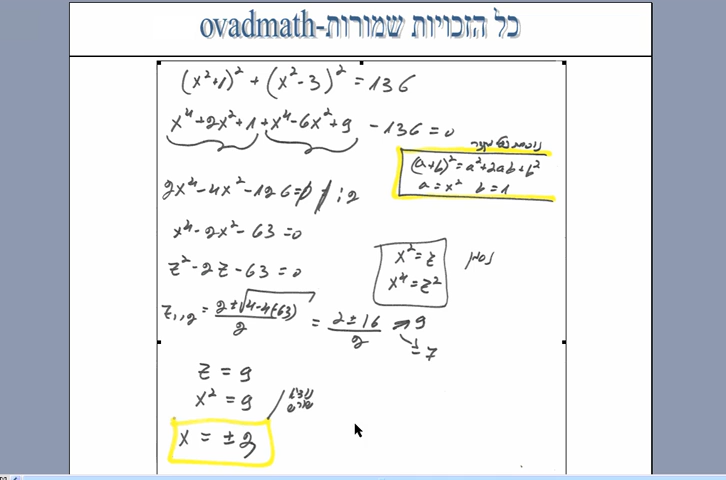 כל הזכויות שמורות-ovadmath
(x²+1)² + (x²-3)² = 136
x⁴+2x²+1+x⁴-6x²+9 -136=0
(a+b)² = a²+2ab+b²
a=x² b=1
2x⁴-4x²-126=0 /:2
x⁴-2x²-63=0
x²=z
x⁴=z²
נסמן
z²-2z-63=0
z₁,₂ = (2±√(4-4(-63)))/2 = (2±16)/2 → 9
-7
z = 9
x² = 9
x = ±3